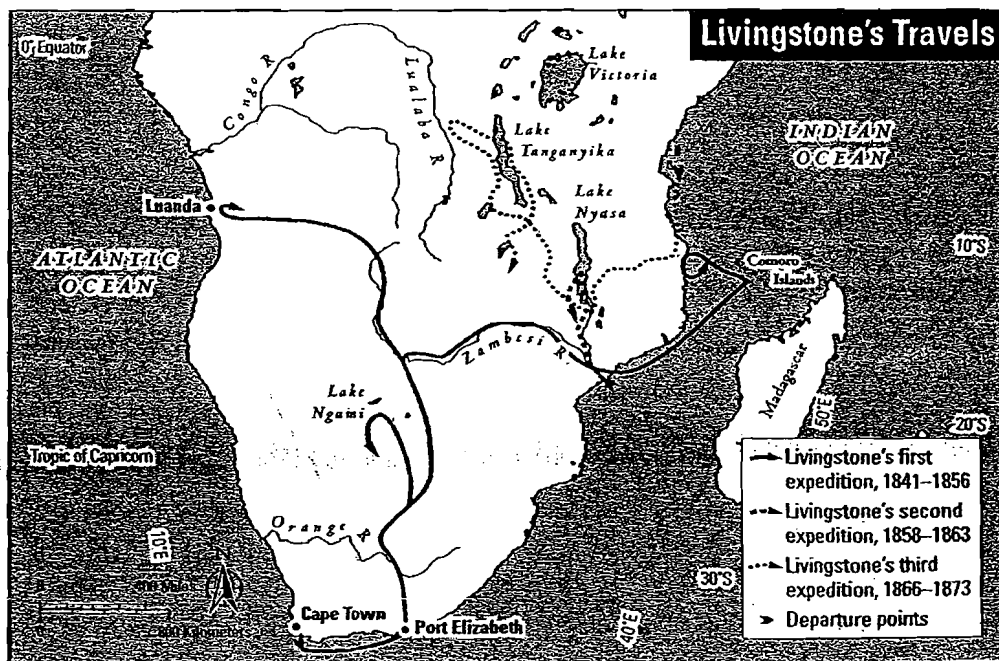 Livingstone's Travels
0° Equator
Congo R
Lualaba R
Lake
Victoria
Lake
Tanganyika
INDIAN
OCEAN
Lake
Nyasa
Luanda
ATLANTIC
OCEAN
10°S
Comoro
Islands
Zambesi R
Madagascar
Lake
Ngami
50°E
20°S
Tropic of Capricorn
Livingstone's first
expedition, 1841–1856
Livingstone's second
expedition, 1858–1863
Livingstone's third
expedition, 1866–1873
Departure points
Orange R
10°E
30°S
40°E
Cape Town
Port Elizabeth